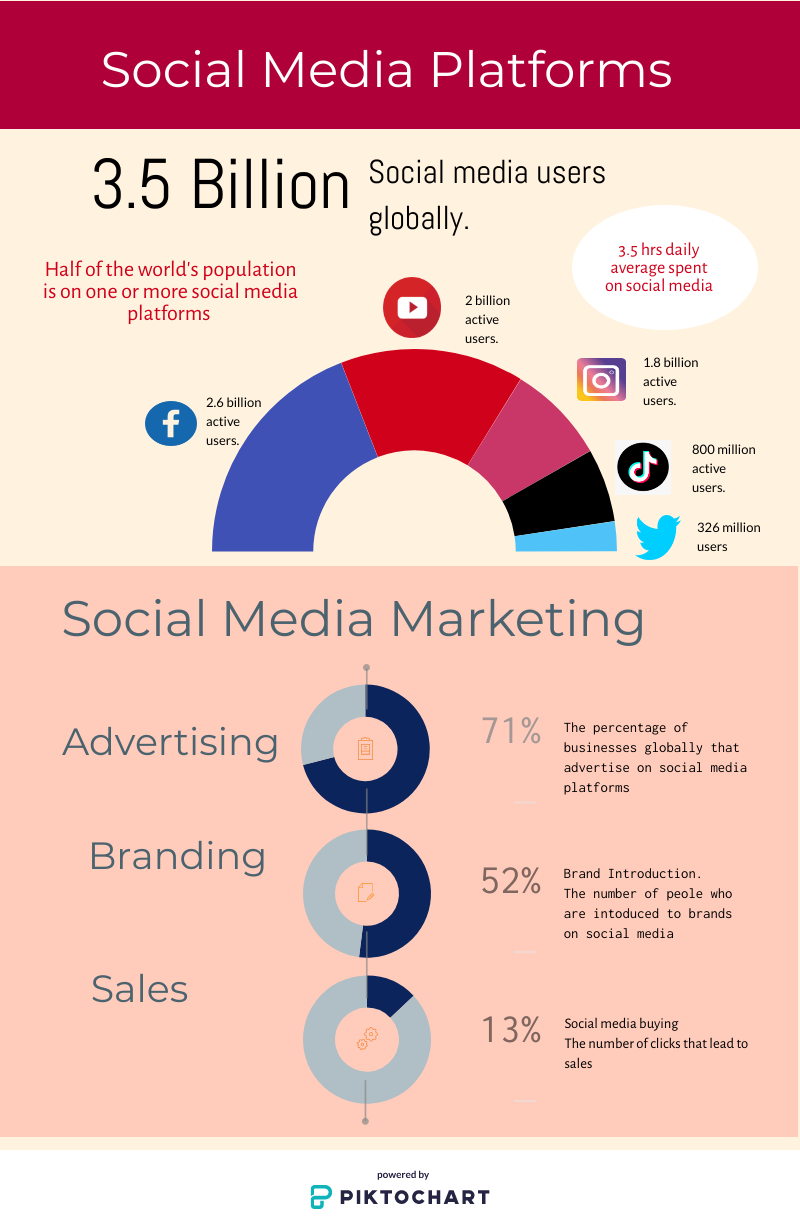 Social Media Platforms
3.5 Billion
Social media users
globally.
Half of the world's population
is on one or more social media
platforms
3.5 hrs daily
average spent
on social media
2 billion
active
users.
1.8 billion
active
users.
2.6 billion
active
users.
800 million
active
users.
326 million
users
Social Media Marketing
Advertising
71%
The percentage of
businesses globally that
advertise on social media
platforms
Branding
52%
Brand Introduction.
The number of peole who
are intoduced to brands
on social media
Sales
13%
Social media buying
The number of clicks that lead to
sales
powered by
PIKTOCHART